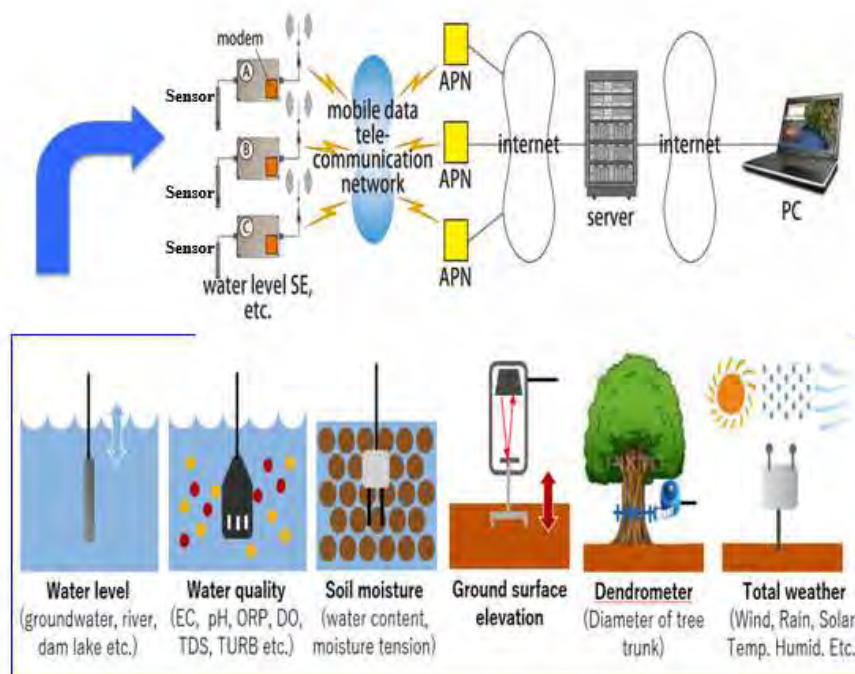 modem
A
Sensor
B
Sensor
C
Sensor
water level SE,
etc.
mobile data
tele-
communication
network
APN
APN
APN
internet
server
internet
PC
Water level
(groundwater, river,
dam lake etc.)
Water quality
(EC, pH, ORP, DO,
TDS, TURB etc.)
Soil moisture
(water content,
moisture tension)
Ground surface
elevation
Dendrometer
(Diameter of tree
trunk)
Total weather
(Wind, Rain, Solar
Temp. Humid. Etc.